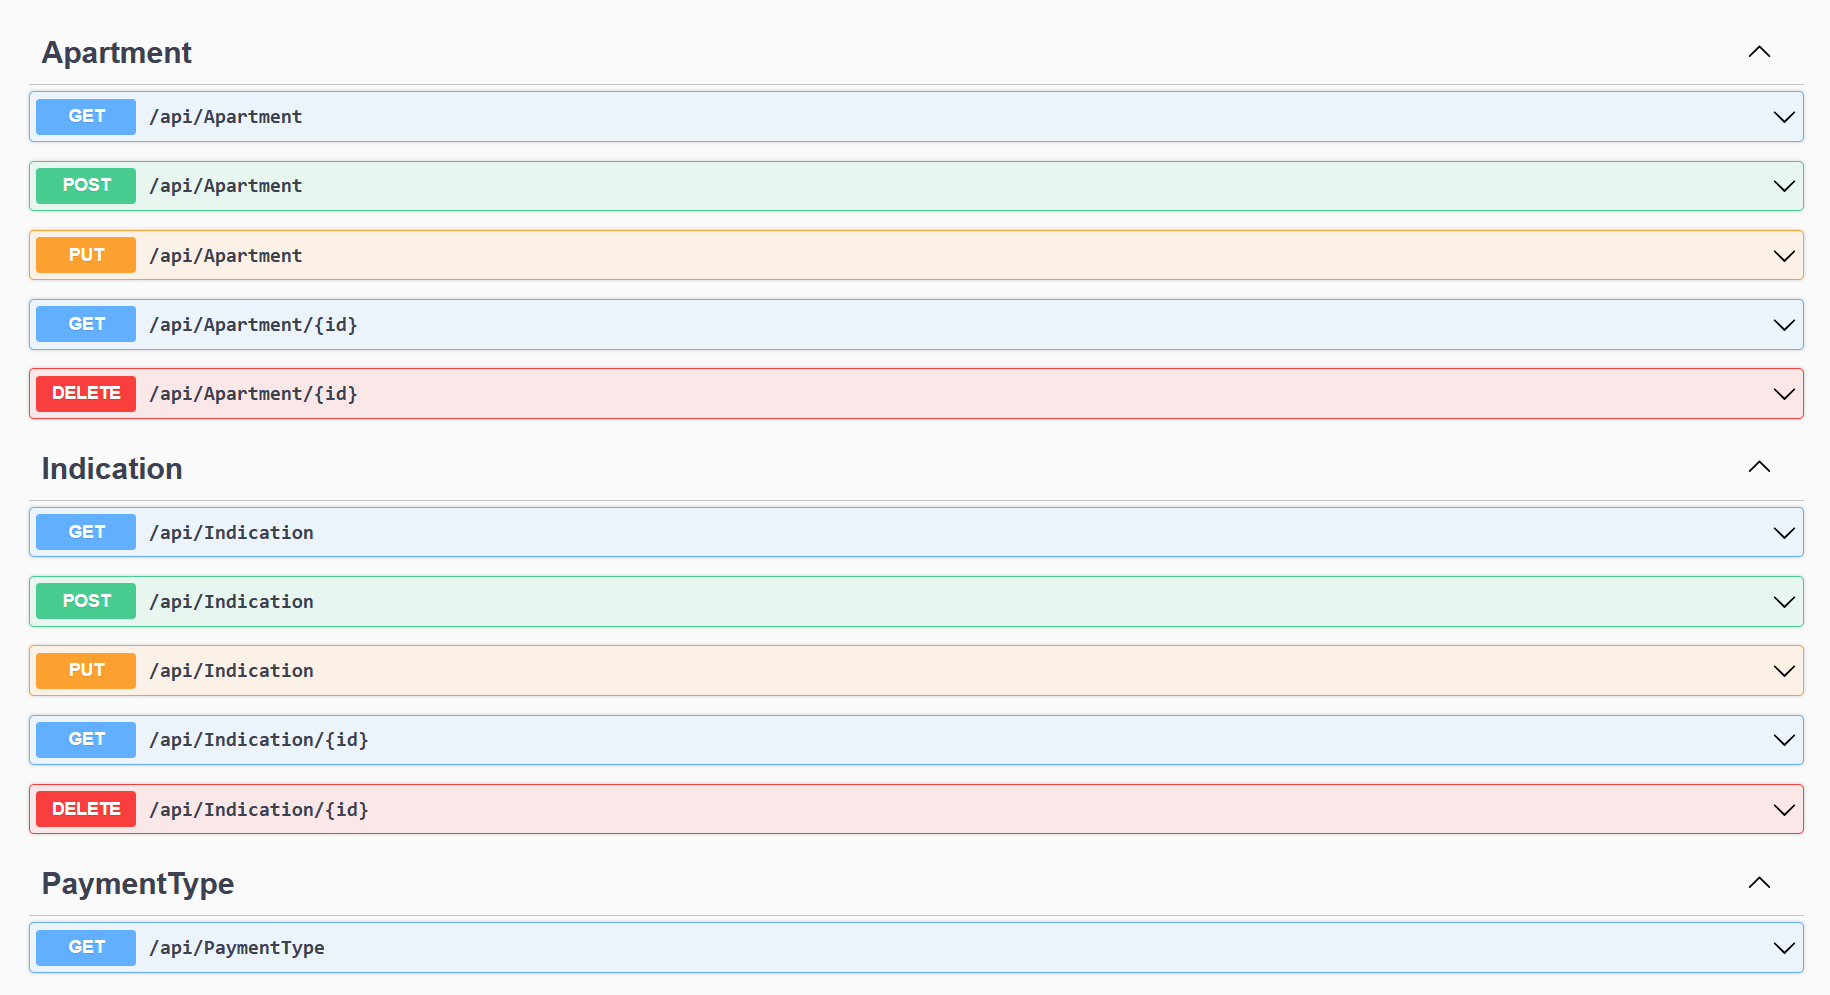 Apartment
GET /api/Apartment
POST /api/Apartment
PUT /api/Apartment
GET /api/Apartment/{id}
DELETE /api/Apartment/{id}
Indication
GET /api/Indication
POST /api/Indication
PUT /api/Indication
GET /api/Indication/{id}
DELETE /api/Indication/{id}
PaymentType
GET /api/PaymentType